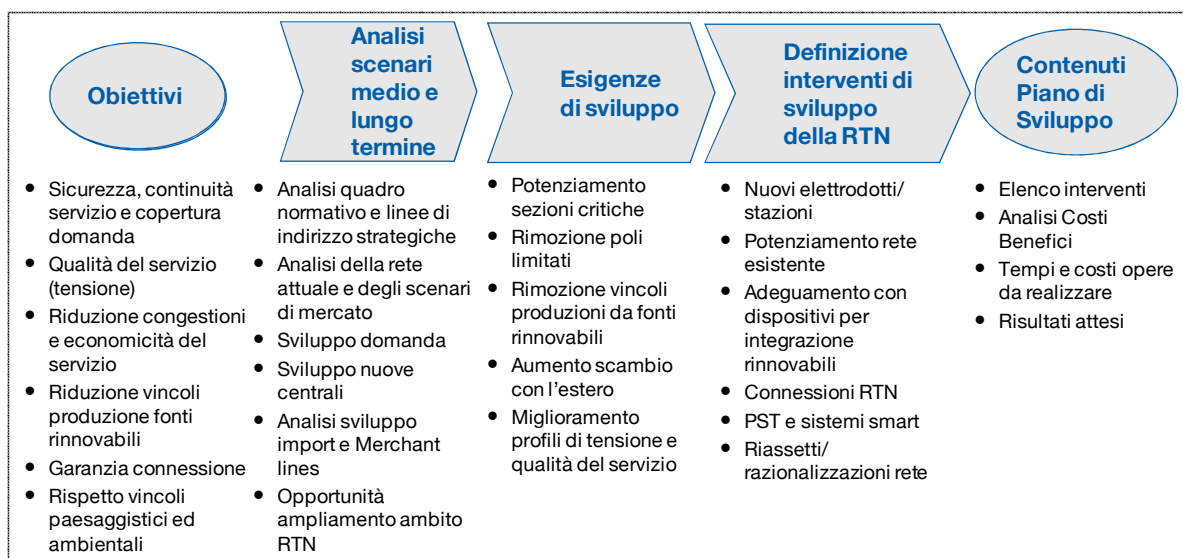 Obiettivi
• Sicurezza, continuità
servizio e copertura
domanda
• Qualità del servizio
(tensione)
• Riduzione congestioni
e economicità del
servizio
• Riduzione vincoli
produzione fonti
rinnovabili
• Garanzia connessione
• Rispetto vincoli
paesaggistici ed
ambientali
Analisi
scenari
medio e
lungo
termine
• Analisi quadro
normativo e linee di
indirizzo strategiche
• Analisi della rete
attuale e degli scenari
di mercato
• Sviluppo domanda
• Sviluppo nuove
centrali
• Analisi sviluppo
import e Merchant
lines
• Opportunità
ampliamento ambito
RTN
Esigenze
di sviluppo
• Potenziamento
sezioni critiche
• Rimozione poli
limitati
• Rimozione vincoli
produzioni da fonti
rinnovabili
• Aumento scambio
con l'estero
• Miglioramento
profili di tensione e
qualità del servizio
Definizione
interventi di
sviluppo
della RTN
• Nuovi elettrodotti/
stazioni
• Potenziamento rete
esistente
• Adeguamento con
dispositivi per
integrazione
rinnovabili
• Connessioni RTN
• PST e sistemi smart
• Riassetti/
razionalizzazioni rete
Contenuti
Piano di
Sviluppo
• Elenco interventi
• Analisi Costi
Benefici
• Tempi e costi opere
da realizzare
• Risultati attesi